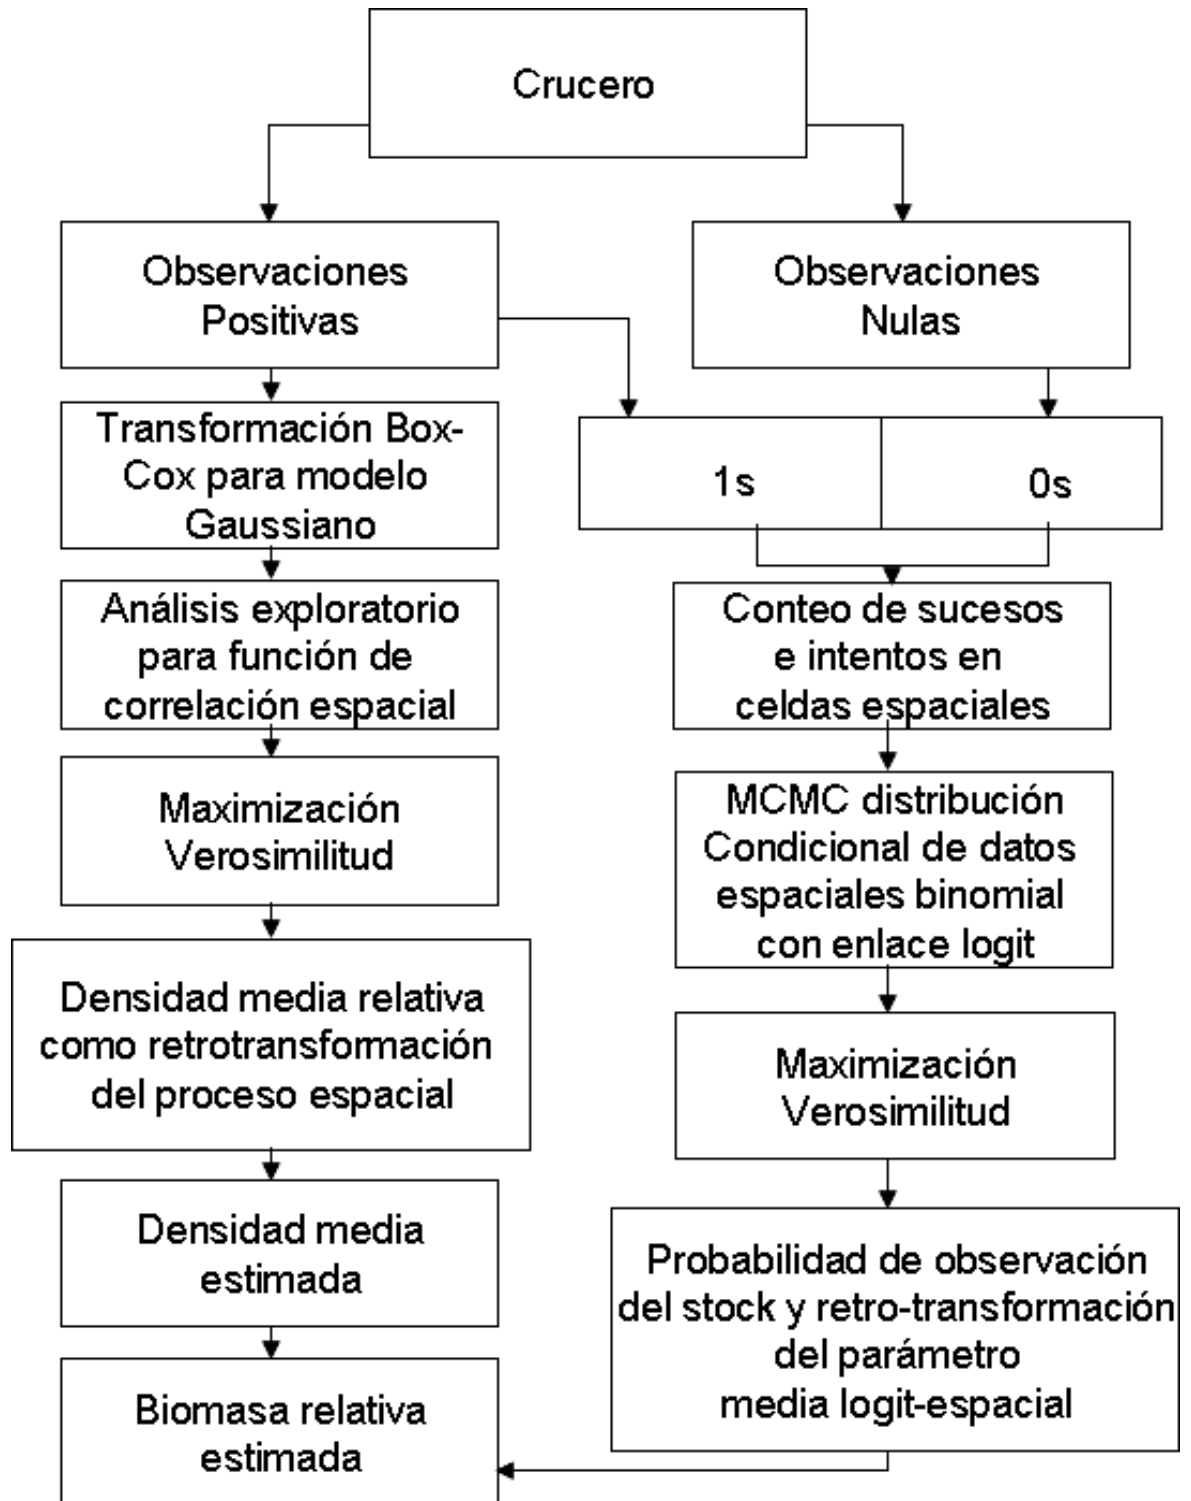 Crucero
Observaciones
Positivas
Observaciones
Nulas
Transformación Box-
Cox para modelo
Gaussiano
1s
0s
Análisis exploratorio
para función de
correlación espacial
Conteo de sucesos
e intentos en
celdas espaciales
Maximización
Verosimilitud
MCMC distribución
Condicional de datos
espaciales binomial
con enlace logit
Densidad media relativa
como retrotransformación
del proceso espacial
Maximización
Verosimilitud
Densidad media
estimada
Probabilidad de observación
del stock y retro-transformación
del parámetro
media logit-espacial
Biomasa relativa
estimada